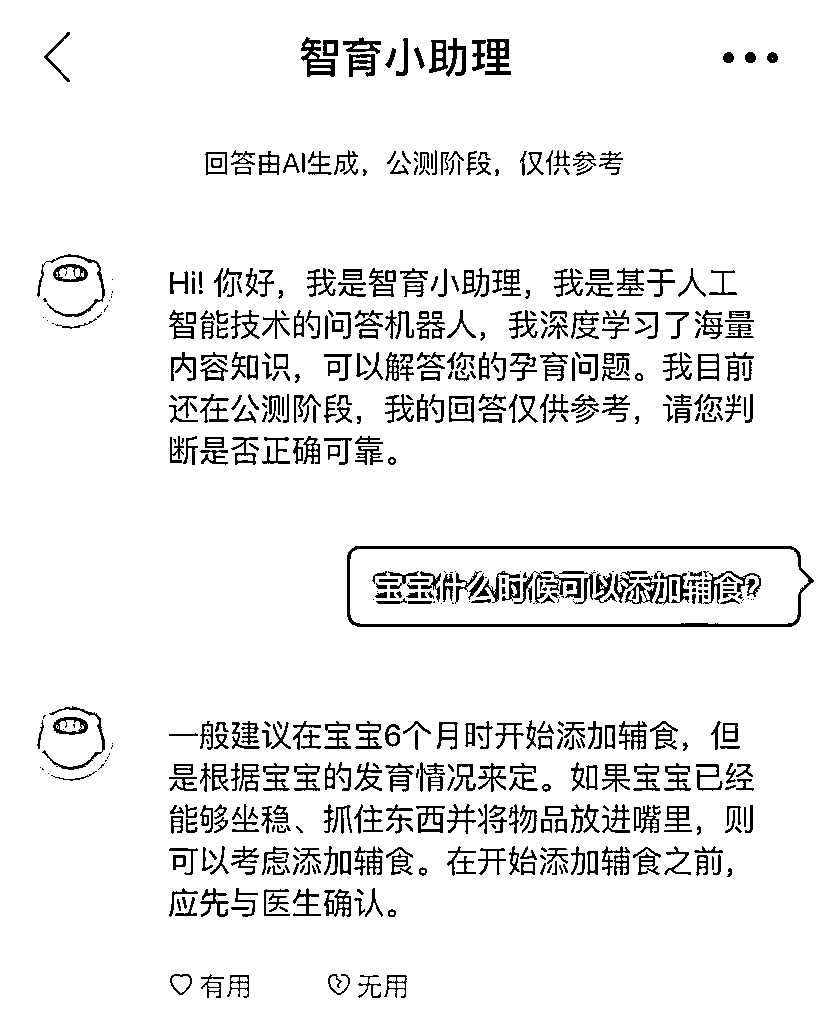 智育小助理
回答由AI生成，公测阶段，仅供参考
Hi! 你好，我是智育小助理，我是基于人工
智能技术的问答机器人，我深度学习了海量
内容知识，可以解答您的孕育问题。我目前
还在公测阶段，我的回答仅供参考，请您判
断是否正确可靠。
宝宝什么时候可以添加辅食?
一般建议在宝宝6个月时开始添加辅食，但
是根据宝宝的发育情况来定。如果宝宝已经
能够坐稳、抓住东西并将物品放进嘴里，则
可以考虑添加辅食。在开始添加辅食之前，
应先与医生确认。
有用 无用